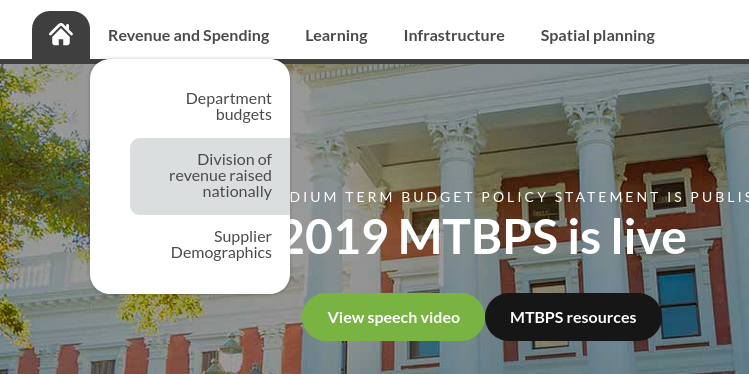 Revenue and Spending
Learning
Infrastructure
Spatial planning
Department
budgets
Division of
revenue raised
nationally
Supplier
Demographics
DIUM TERM BUDGET POLICY STATEMENT IS PUBLIS
2019 MTBPS is live
View speech video
MTBPS resources